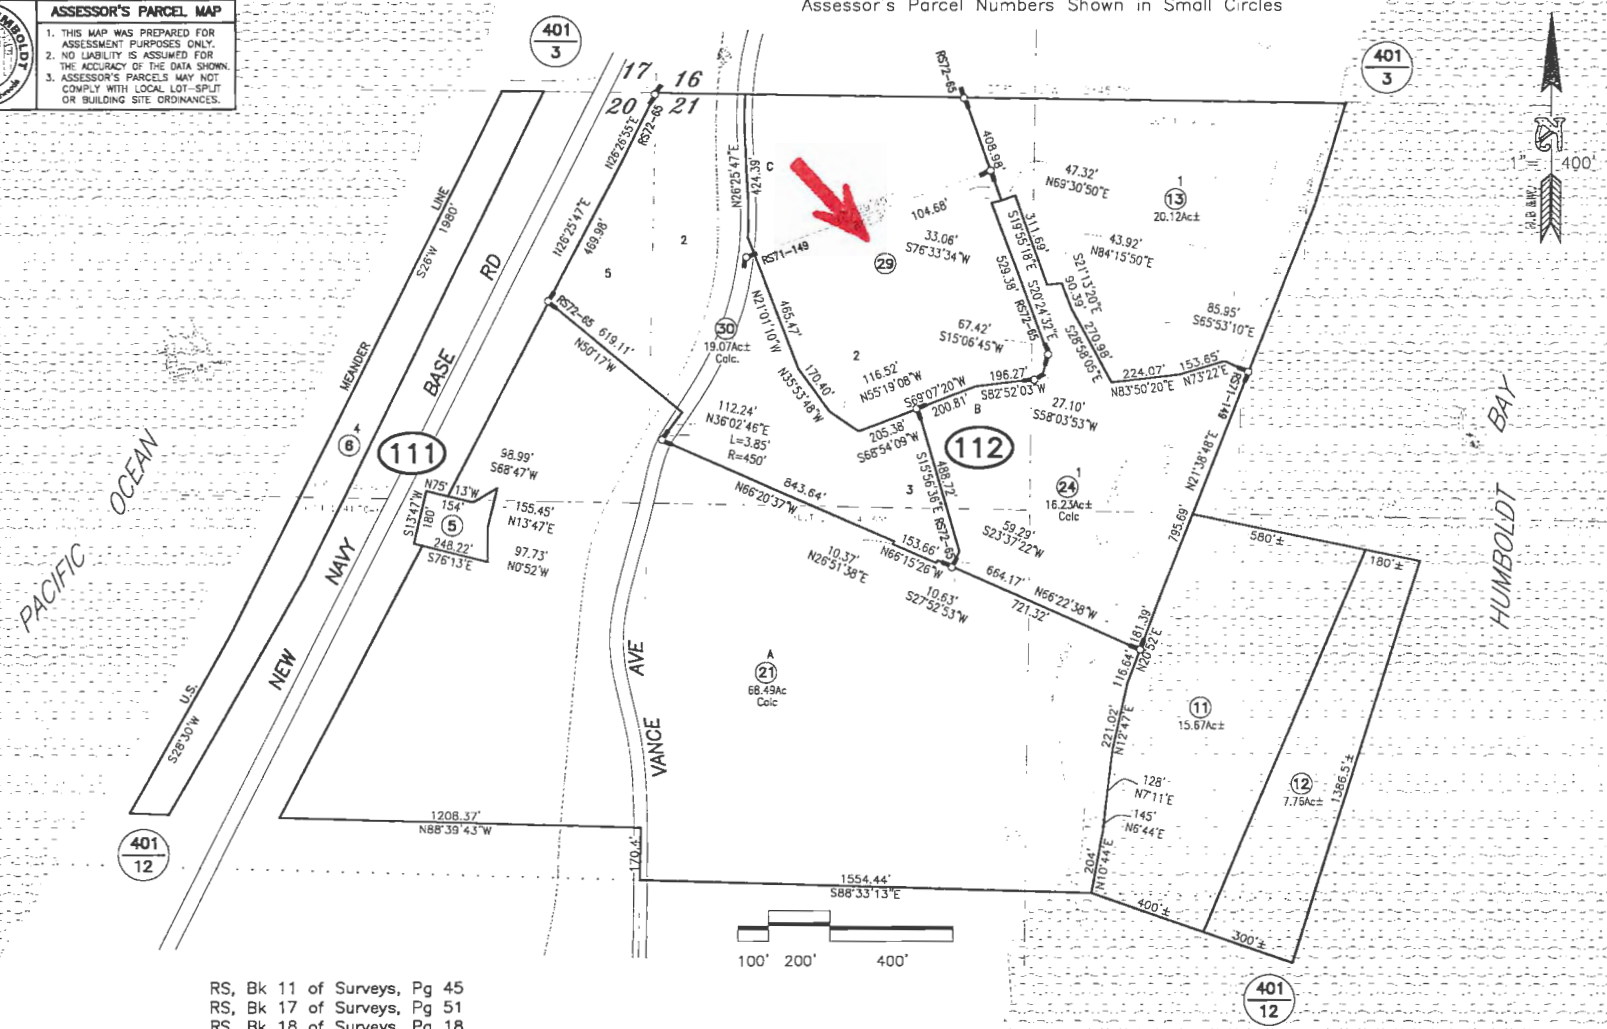 Assessor's Parcel Numbers Shown in Small Circles
ASSESSOR'S PARCEL MAP
1. THIS MAP WAS PREPARED FOR
ASSESSMENT PURPOSES ONLY.
2. NO LIABILITY IS ASSUMED FOR
THE ACCURACY OF THE DATA SHOWN.
3. ASSESSOR'S PARCELS MAY NOT
COMPLY WITH LOCAL LOT-SPLIT
OR BUILDING SITE ORDINANCES.
401
3
401
3
17 16
20 21
RS72-65
RS72-65
N26°26'55"E
N26°25'47"E
424.39'
C
408.98'
47.32'
N69°30'50"E
1
13
20.12Ac±
1"= 400'
N26°25'47"E
469.98'
2
5
RS71-149
104.68'
33.06'
S76°33'34"W
29
S19°55'18"E
311.69'
529.38'
S20°24'32"E
RS72-65
43.92'
N84°15'50"E
S21°13'20"E
90.39'
270.98'
S28°58'05"E
85.95'
S65°53'10"E
153.65'
N73°22'E
224.07'
N83°50'20"E
RS71-149
U.S.
MEANDER
LINE
S26°W 1980'
S28°30'W
NEW NAVY BASE RD
RS72-65
619.11'
N50°17'W
30
19.07Ac±
Calc.
N21°01'10"W
465.47'
170.40'
N35°53'48"W
2
67.42'
S15°06'45"W
116.52'
N55°19'08"W
196.27'
S82°52'03"W
S69°07'20"W
200.81'
B
27.10'
S58°03'53"W
205.38'
S68°54'09"W
112.24'
N36°02'46"E
L=3.85'
R=450'
112
111
4
6
98.99'
S68°47'W
N75°13'W
154'
S13°47'W
180'
5
155.45'
N13°47'E
248.22'
S76°13'E
97.73'
N0°52'W
843.64'
N66°20'37"W
3
488.72'
S15°56'36"E
RS72-65
1
24
16.23Ac±
Calc
N21°38'48"E
795.69'
59.29'
S23°37'22"W
153.66'
N66°15'26"W
10.37'
N26°51'38"E
10.63'
S27°52'53"W
664.17'
N66°22'38"W
721.32'
580'±
180'±
PACIFIC OCEAN
HUMBOLDT BAY
181.39'
N20°52'E
116.64'
A
21
68.49Ac
Calc
VANCE AVE
221.02'
N12°47'E
11
15.67Ac±
128'
N7°11'E
145'
N6°44'E
204'
N10°44'E
12
7.76Ac±
1386.5'±
1208.37'
N88°39'43"W
170.4'
1554.44'
S88°33'13"E
400'±
300'±
401
12
401
12
100' 200' 400'
RS, Bk 11 of Surveys, Pg 45
RS, Bk 17 of Surveys, Pg 51
RS, Bk 18 of Surveys, Pg 18